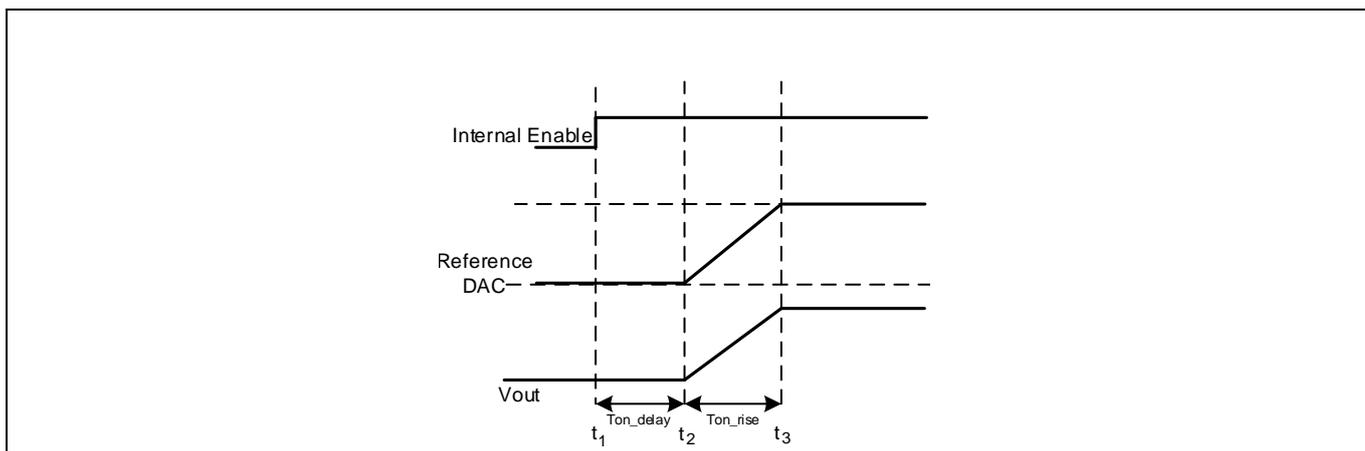 Internal Enable
Reference
DAC
Vout
Ton_delay
Ton_rise
t1
t2
t3